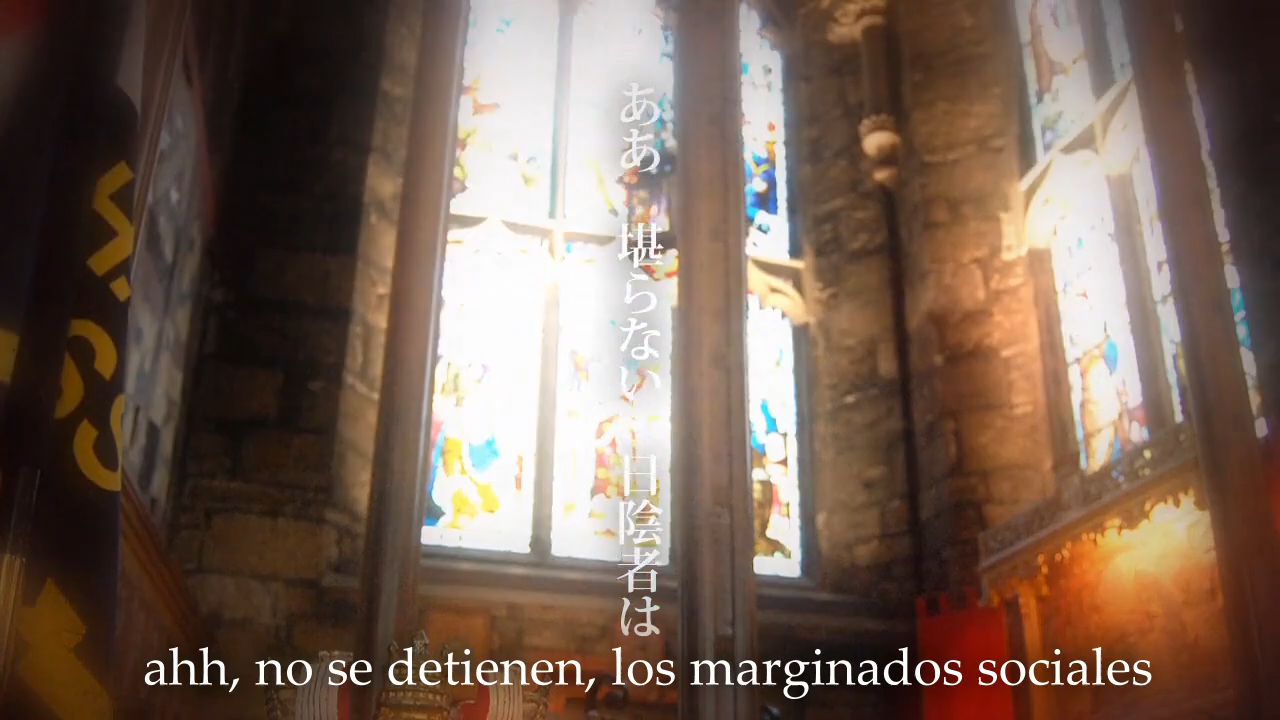 ああ 堪らない 日陰者は
ahh, no se detienen, los marginados sociales